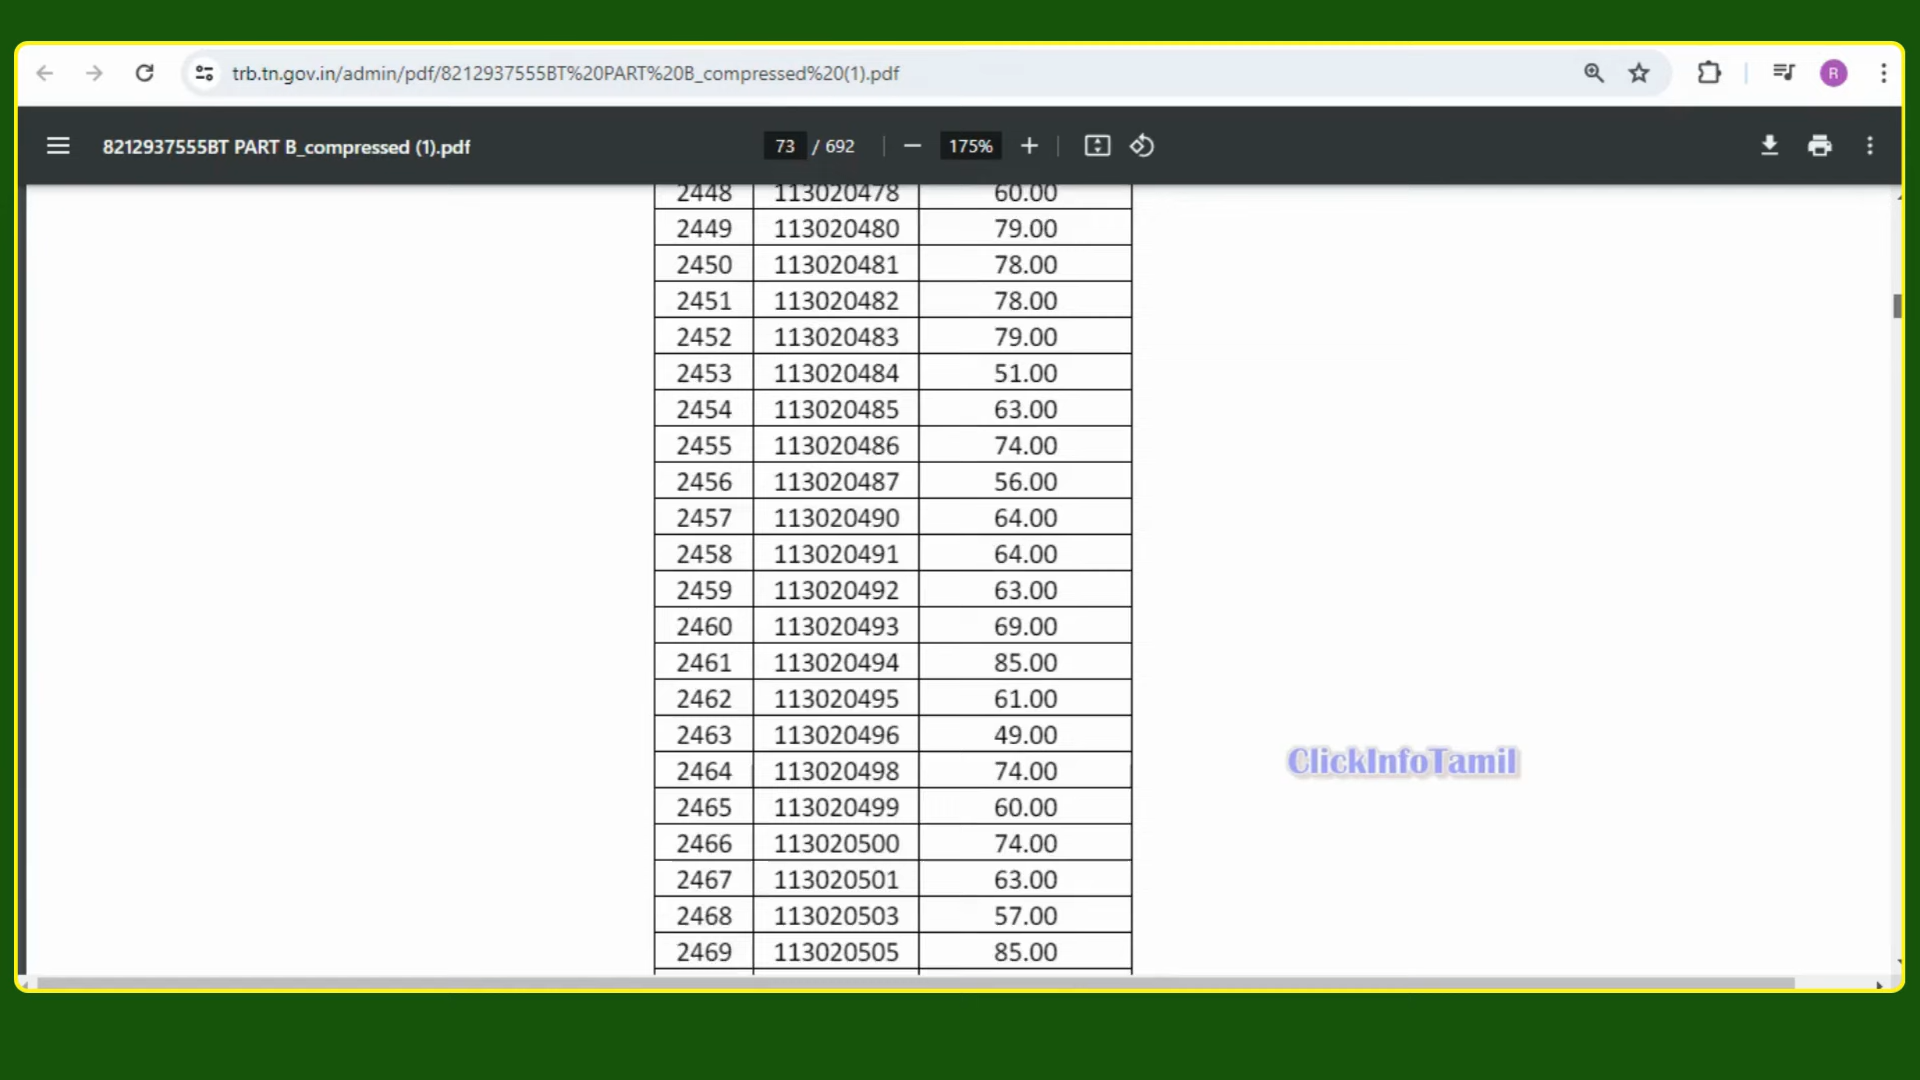 trb.tn.gov.in/admin/pdf/8212937555BT%20PART%20B_compressed%20(1).pdf
R
8212937555BT PART B_compressed (1).pdf
73 / 692
175%
2448 113020478 60.00
2449 113020480 79.00
2450 113020481 78.00
2451 113020482 78.00
2452 113020483 79.00
2453 113020484 51.00
2454 113020485 63.00
2455 113020486 74.00
2456 113020487 56.00
2457 113020490 64.00
2458 113020491 64.00
2459 113020492 63.00
2460 113020493 69.00
2461 113020494 85.00
2462 113020495 61.00
2463 113020496 49.00
2464 113020498 74.00
2465 113020499 60.00
2466 113020500 74.00
2467 113020501 63.00
2468 113020503 57.00
2469 113020505 85.00
ClickInfoTamil